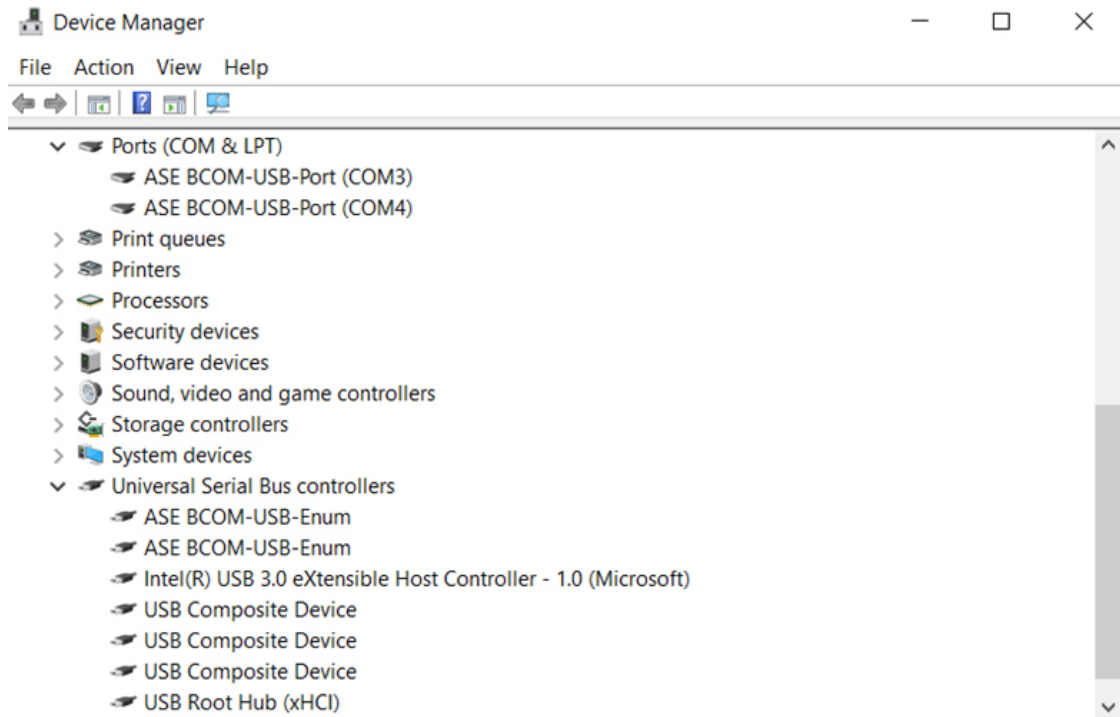 Device Manager
File Action View Help
Ports (COM & LPT)
ASE BCOM-USB-Port (COM3)
ASE BCOM-USB-Port (COM4)
Print queues
Printers
Processors
Security devices
Software devices
Sound, video and game controllers
Storage controllers
System devices
Universal Serial Bus controllers
ASE BCOM-USB-Enum
ASE BCOM-USB-Enum
Intel(R) USB 3.0 eXtensible Host Controller - 1.0 (Microsoft)
USB Composite Device
USB Composite Device
USB Composite Device
USB Root Hub (xHCI)